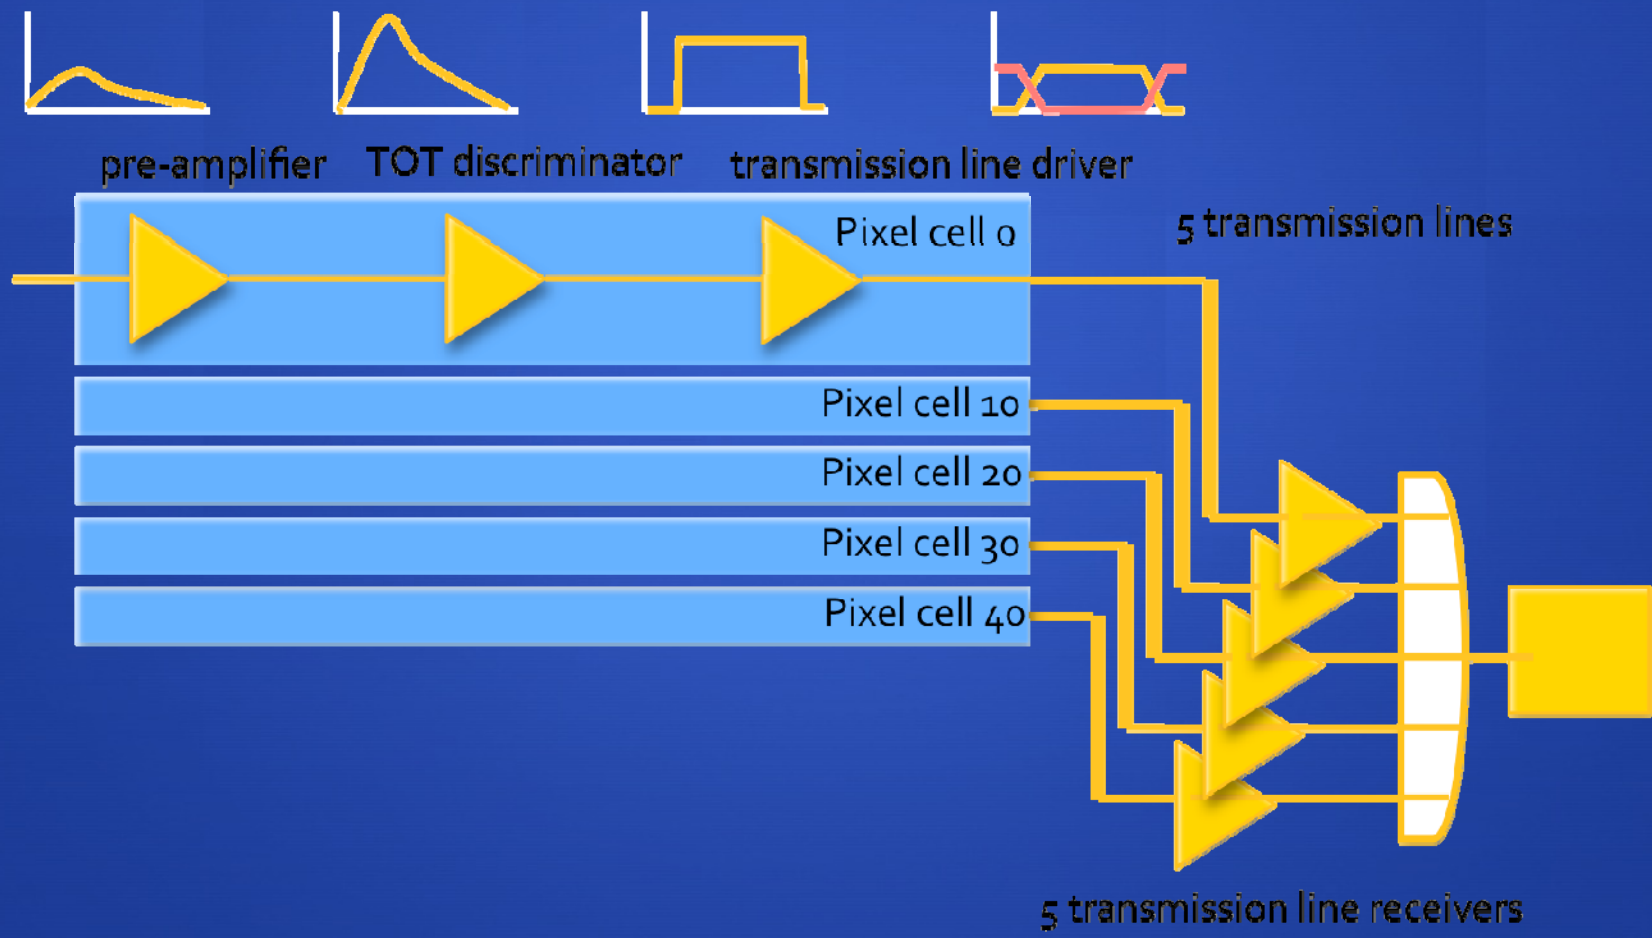 pre-amplifier TOT discriminator transmission line driver
Pixel cell 0
5 transmission lines
Pixel cell 10
Pixel cell 20
Pixel cell 30
Pixel cell 40
5 transmission line receivers